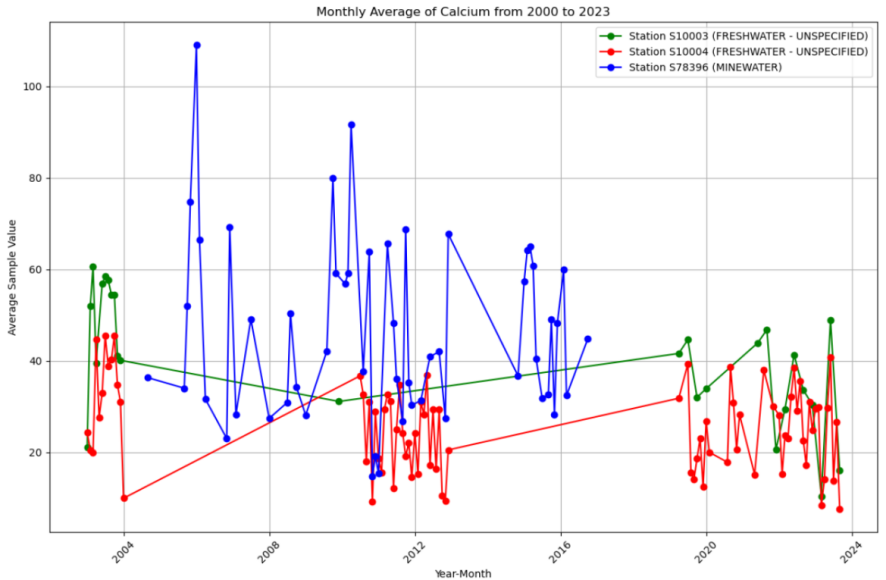 Monthly Average of Calcium from 2000 to 2023
Station S10003 (FRESHWATER - UNSPECIFIED)
Station S10004 (FRESHWATER - UNSPECIFIED)
Station S78396 (MINEWATER)
100
80
60
40
20
Average Sample Value
2004
2008
2012
2016
2020
2024
Year-Month